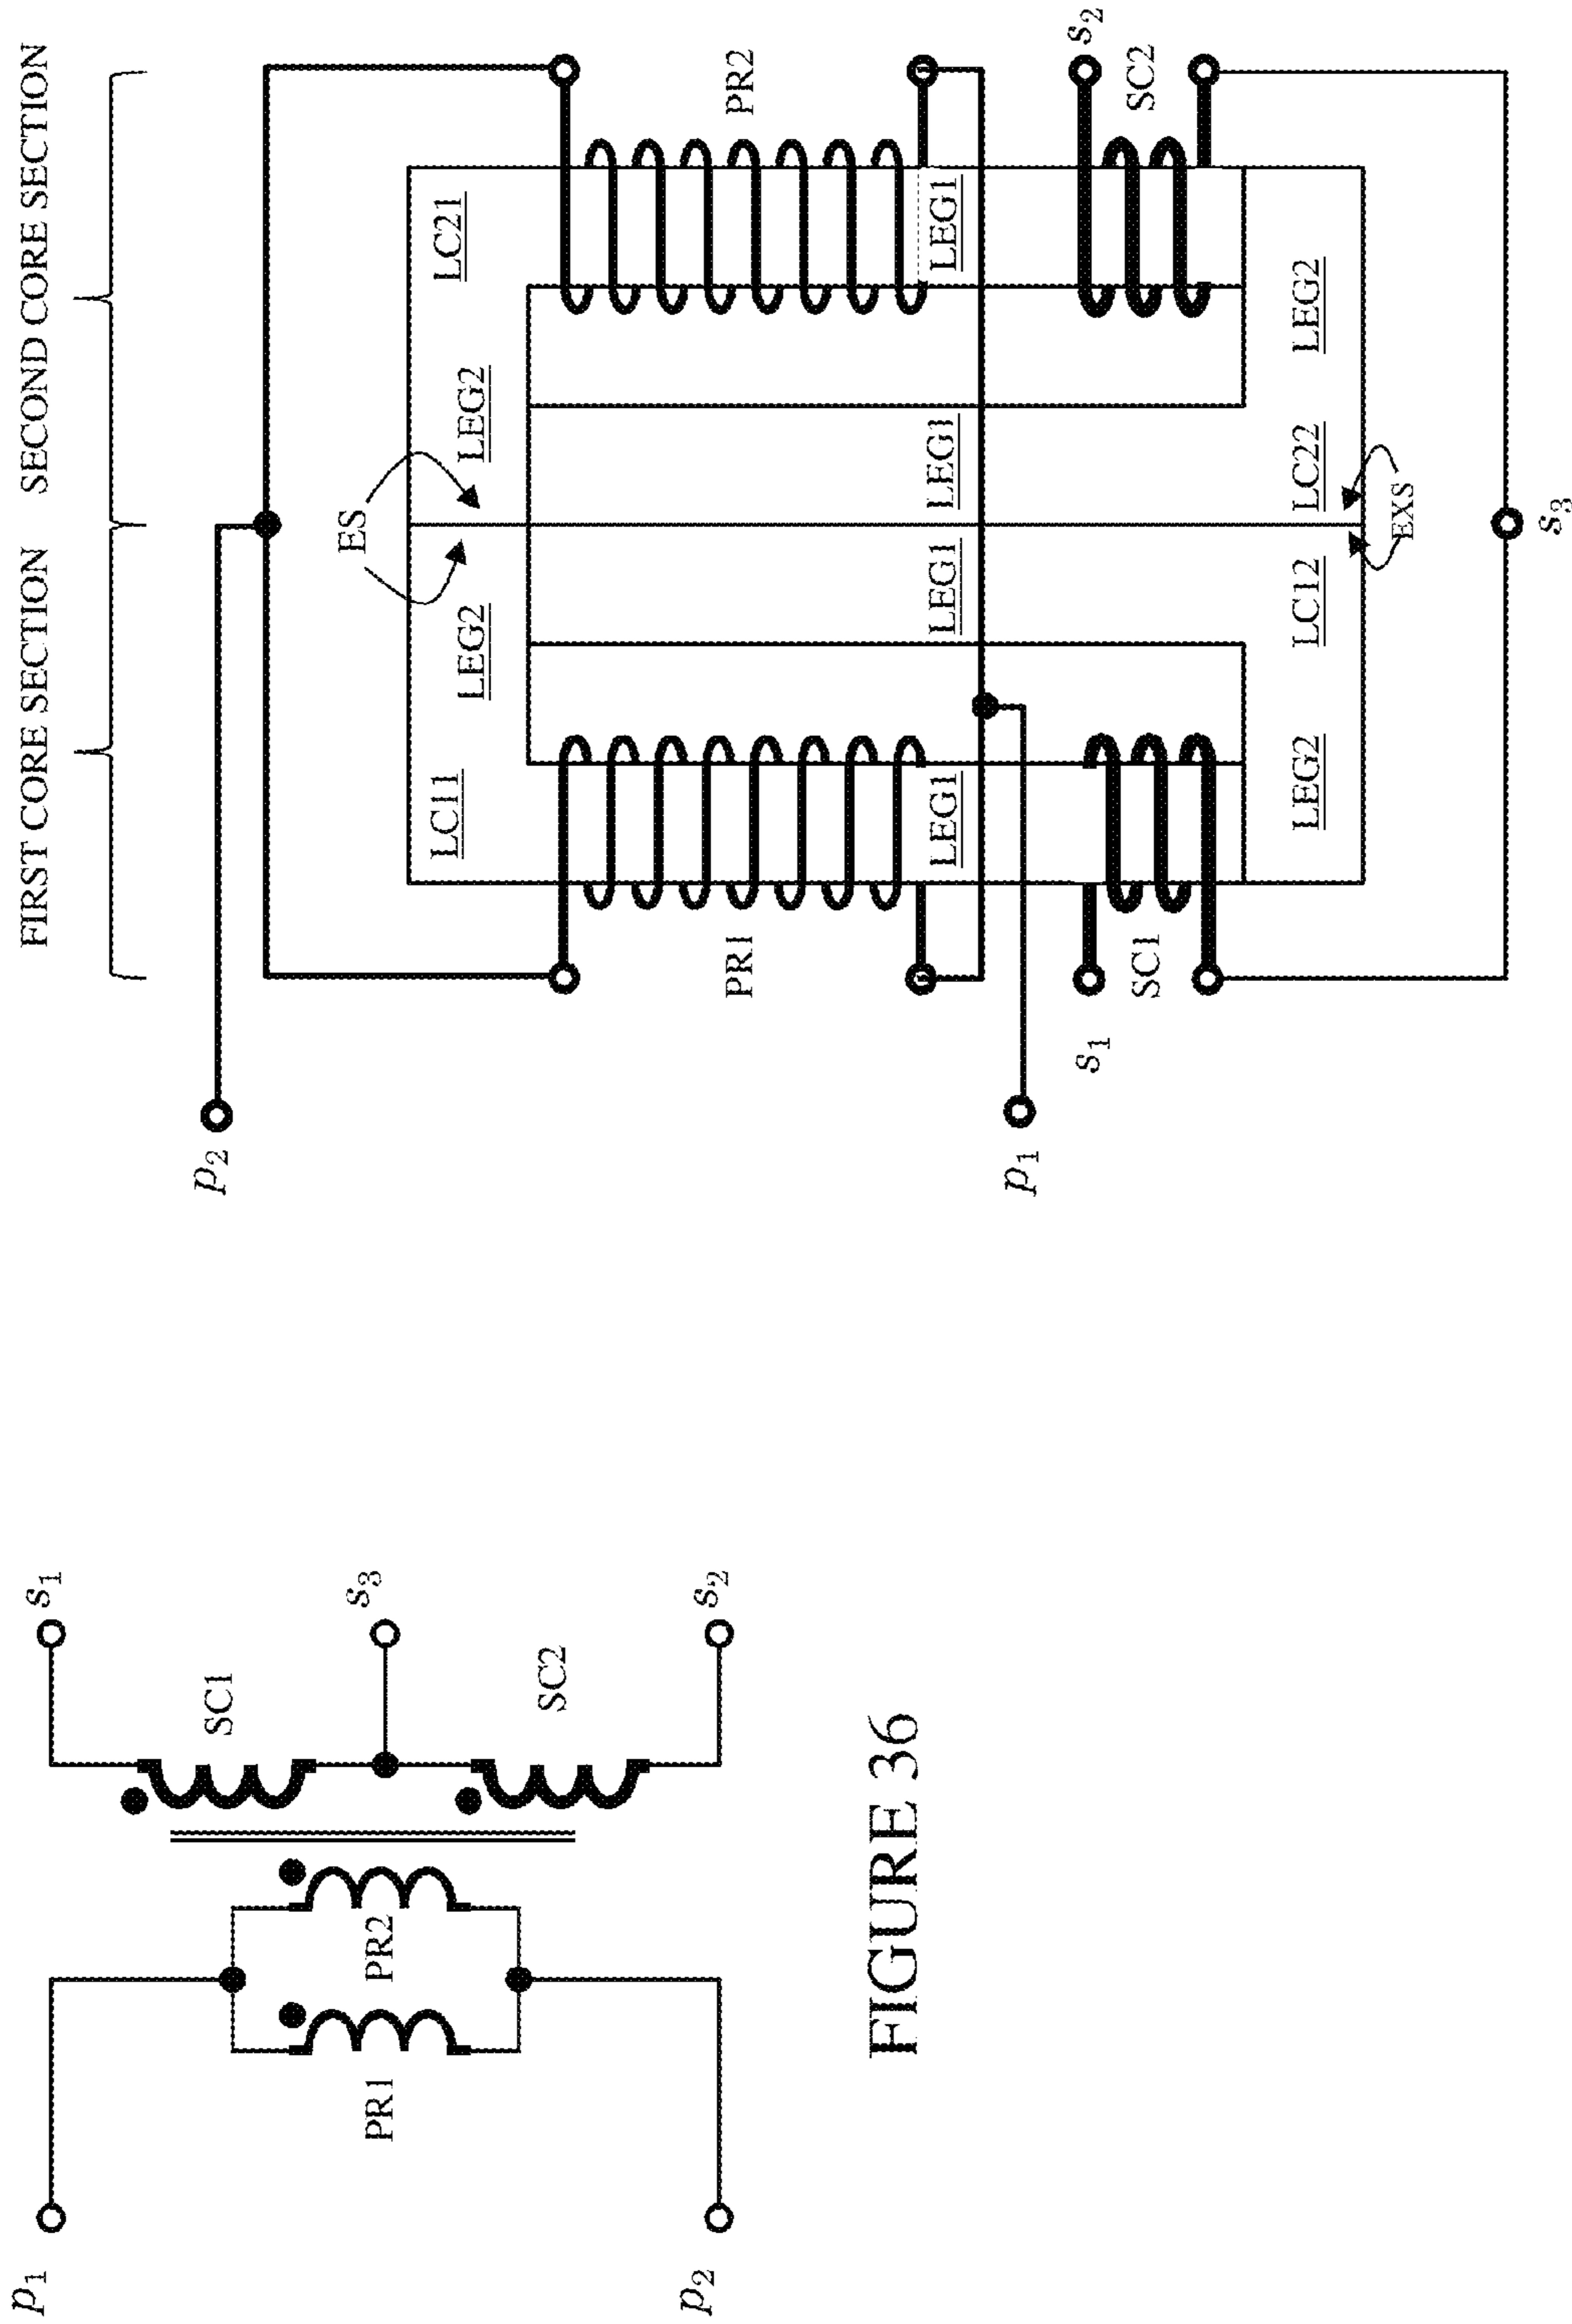 p₁
p₂
PR1
PR2
SC1
SC2
s₁
s₃
s₂
FIGURE 36
FIRST CORE SECTION
SECOND CORE SECTION
p₂
p₁
ES
LC11
LEG2
LEG2
LC21
PR1
PR2
LEG1
LEG1
LEG1
LEG1
s₁
SC1
s₂
SC2
LEG2
LC12
LC22
LEG2
EXS
s₃